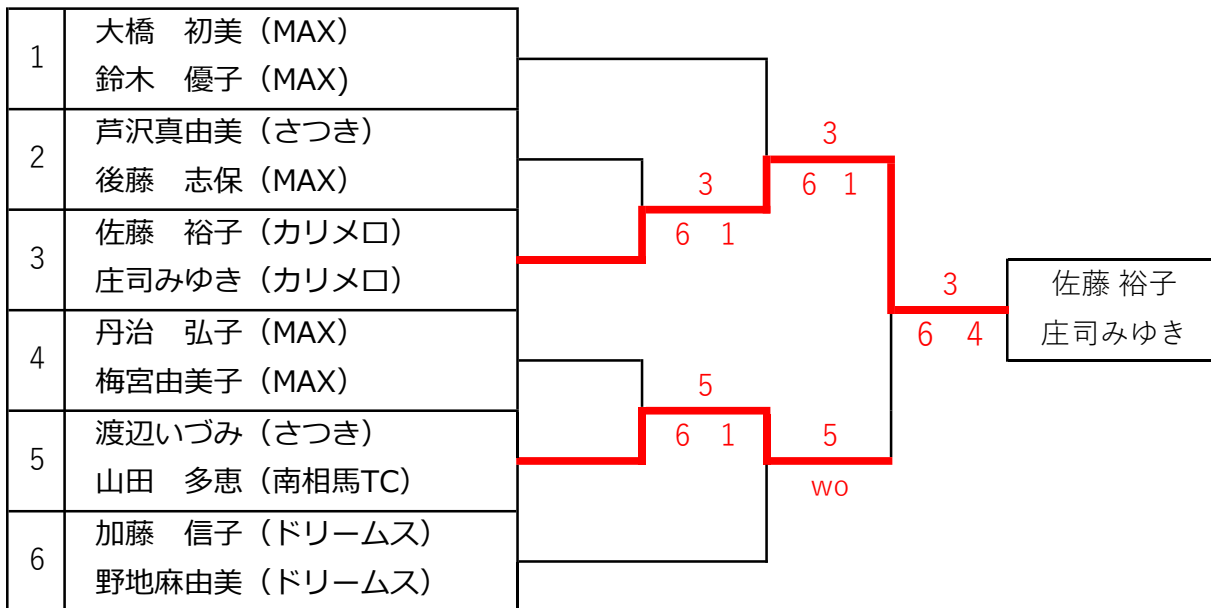 1
大橋　初美（MAX）
鈴木　優子（MAX)
2
芦沢真由美（さつき）
後藤　志保（MAX）
3
佐藤　裕子（カリメロ）
庄司みゆき（カリメロ）
4
丹治　弘子（MAX）
梅宮由美子（MAX）
5
渡辺いづみ（さつき）
山田　多恵（南相馬TC）
6
加藤　信子（ドリームス）
野地麻由美（ドリームス）
3
6 1
5
6 1
3
6 1
5
wo
3
6 4
佐藤 裕子
庄司みゆき